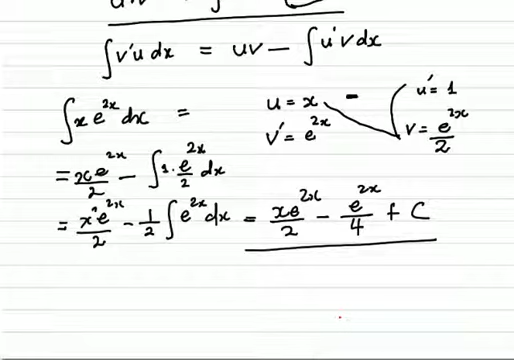 ∫v'u dx = uv − ∫u'v dx
∫x e^{2x} dx = u = x − u' = 1
v' = e^{2x} v = e^{2x}/2
= xe^{2x}/2 − ∫1·e^{2x}/2 dx
= xe^{2x}/2 − 1/2 ∫e^{2x} dx = xe^{2x}/2 − e^{2x}/4 + C